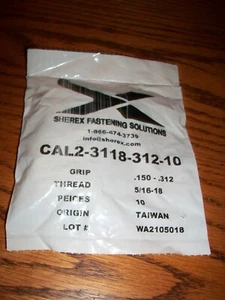 SHEREX FASTENING SOLUTIONS
1-866-474-3739
info@sherex.com
CAL2-3118-312-10
GRIP .150 - .312
THREAD 5/16-18
PEICES 10
ORIGIN TAIWAN
LOT # WA2105018